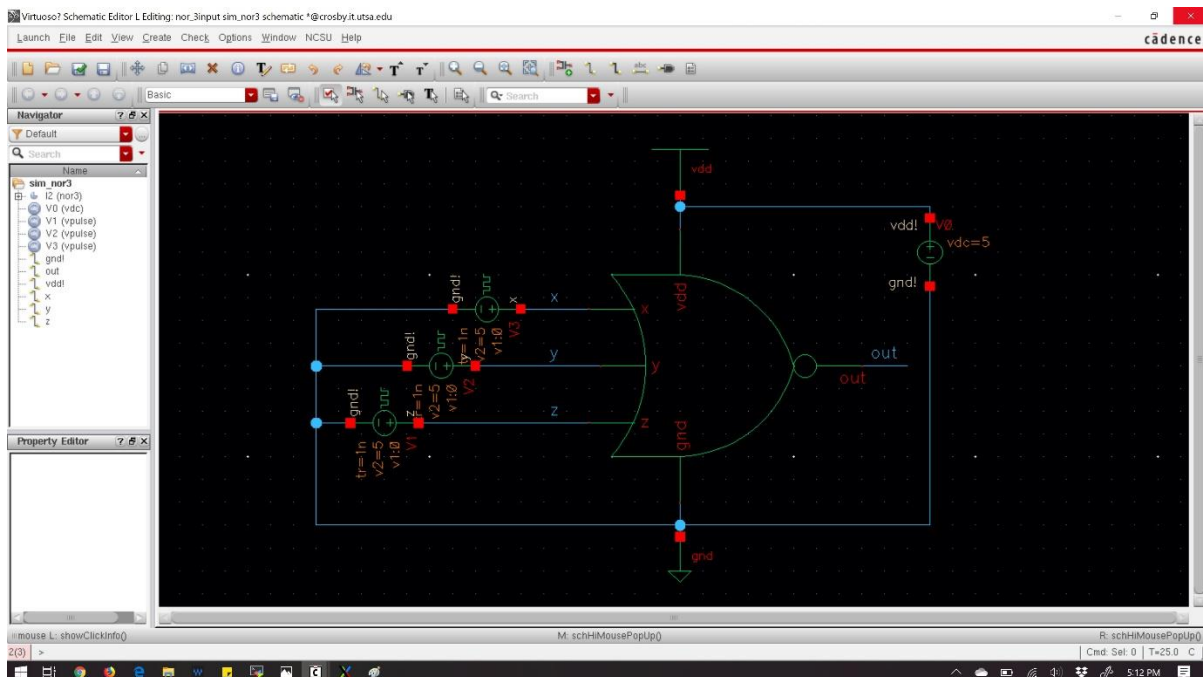 Virtuoso? Schematic Editor L Editing: nor_3input sim_nor3 schematic *@crosby.it.utsa.edu
Launch File Edit View Create Check Options Window NCSU Help
cādence
Basic
Search
Navigator
Default
Search
Name
sim_nor3
I2 (nor3)
V0 (vdc)
V1 (vpulse)
V2 (vpulse)
V3 (vpulse)
gnd!
out
vdd!
x
y
z
Property Editor
vdd
vdd!
V0
vdc=5
gnd!
vdd
gnd!
x
x
x
V3
v2=5
v1:0
gnd!
y
y
V2
v2=5
v1:0
gnd!
z
z
z
V1
tr=1n
v2=5
v1:0
out
out
gnd
gnd
mouse L: showClickInfo()
M: schHiMousePopUp()
R: schHiMousePopUp()
2(3) >
Cmd: Sel: 0 T=25.0 C
5:12 PM